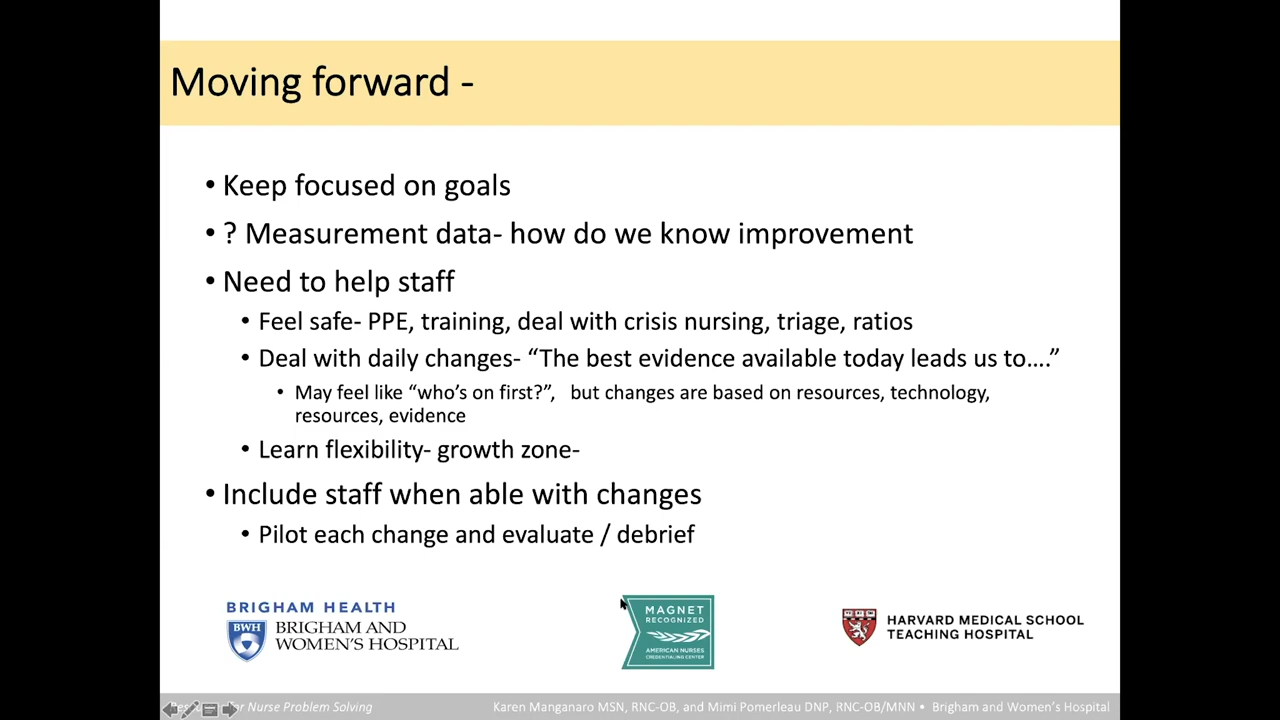 Moving forward -
• Keep focused on goals
• ? Measurement data- how do we know improvement
• Need to help staff
• Feel safe- PPE, training, deal with crisis nursing, triage, ratios
• Deal with daily changes- “The best evidence available today leads us to….”
• May feel like “who’s on first?”,   but changes are based on resources, technology,
resources, evidence
• Learn flexibility- growth zone-
• Include staff when able with changes
• Pilot each change and evaluate / debrief
BRIGHAM HEALTH
BWH
BRIGHAM AND
WOMEN’S HOSPITAL
MAGNET
RECOGNIZED
AMERICAN NURSES
CREDENTIALING CENTER
HARVARD MEDICAL SCHOOL
TEACHING HOSPITAL
Nurse Problem Solving
Karen Manganaro MSN, RNC-OB, and Mimi Pomerleau DNP, RNC-OB/MNN • Brigham and Women’s Hospital